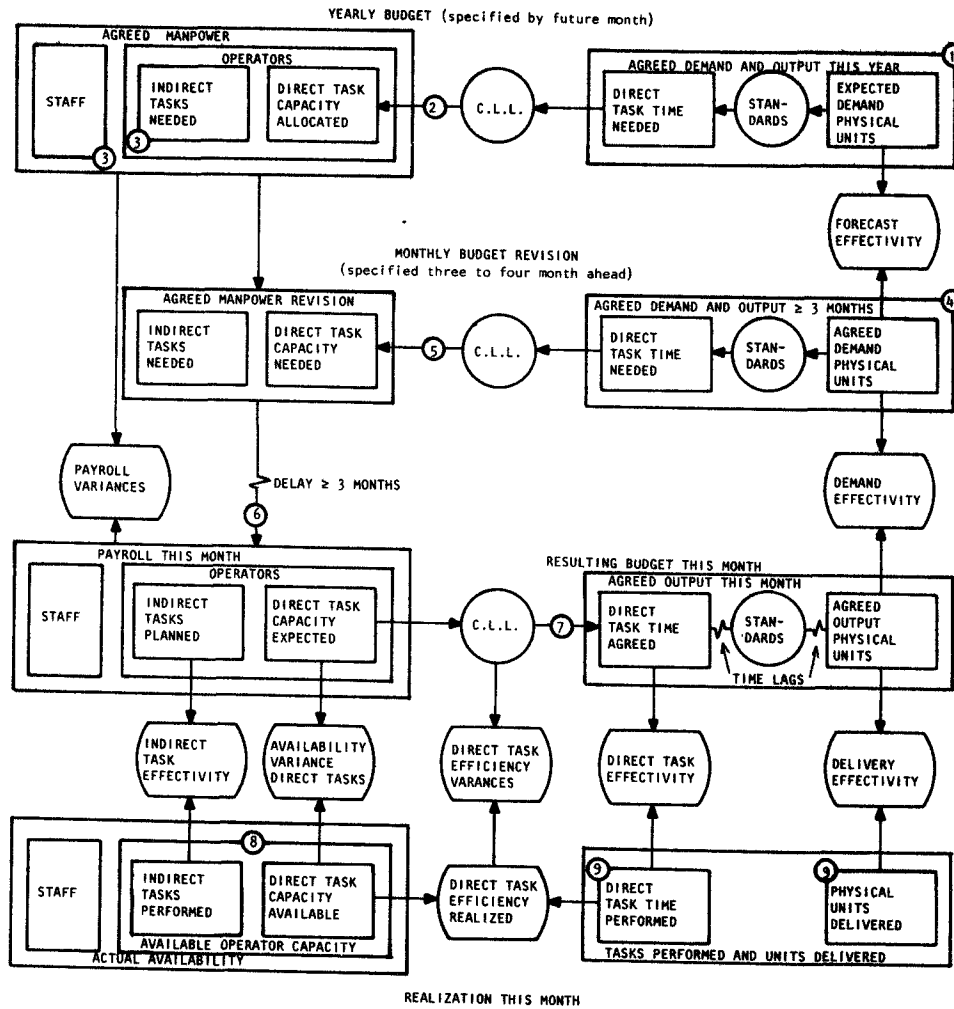 YEARLY BUDGET (specified by future month)
AGREED MANPOWER
OPERATORS
STAFF
INDIRECT
TASKS
NEEDED
DIRECT TASK
CAPACITY
ALLOCATED
3
3
2
C.L.L.
1
AGREED DEMAND AND OUTPUT THIS YEAR
DIRECT
TASK TIME
NEEDED
STAN-
DARDS
EXPECTED
DEMAND
PHYSICAL
UNITS
FORECAST
EFFECTIVITY
MONTHLY BUDGET REVISION
(specified three to four month ahead)
AGREED MANPOWER REVISION
INDIRECT
TASKS
NEEDED
DIRECT TASK
CAPACITY
NEEDED
5
C.L.L.
4
AGREED DEMAND AND OUTPUT ≥ 3 MONTHS
DIRECT
TASK TIME
NEEDED
STAN-
DARDS
AGREED
DEMAND
PHYSICAL
UNITS
PAYROLL
VARIANCES
DELAY ≥ 3 MONTHS
6
DEMAND
EFFECTIVITY
PAYROLL THIS MONTH
OPERATORS
STAFF
INDIRECT
TASKS
PLANNED
DIRECT TASK
CAPACITY
EXPECTED
C.L.L.
7
RESULTING BUDGET THIS MONTH
AGREED OUTPUT THIS MONTH
DIRECT
TASK TIME
AGREED
STAN-
DARDS
AGREED
OUTPUT
PHYSICAL
UNITS
TIME LAGS
INDIRECT
TASK
EFFECTIVITY
AVAILABILITY
VARIANCE
DIRECT TASKS
DIRECT TASK
EFFICIENCY
VARANCES
DIRECT TASK
EFFECTIVITY
DELIVERY
EFFECTIVITY
8
STAFF
INDIRECT
TASKS
PERFORMED
DIRECT TASK
CAPACITY
AVAILABLE
AVAILABLE OPERATOR CAPACITY
ACTUAL AVAILABILITY
DIRECT TASK
EFFICIENCY
REALIZED
9
DIRECT
TASK TIME
PERFORMED
9
PHYSICAL
UNITS
DELIVERED
TASKS PERFORMED AND UNITS DELIVERED
REALIZATION THIS MONTH